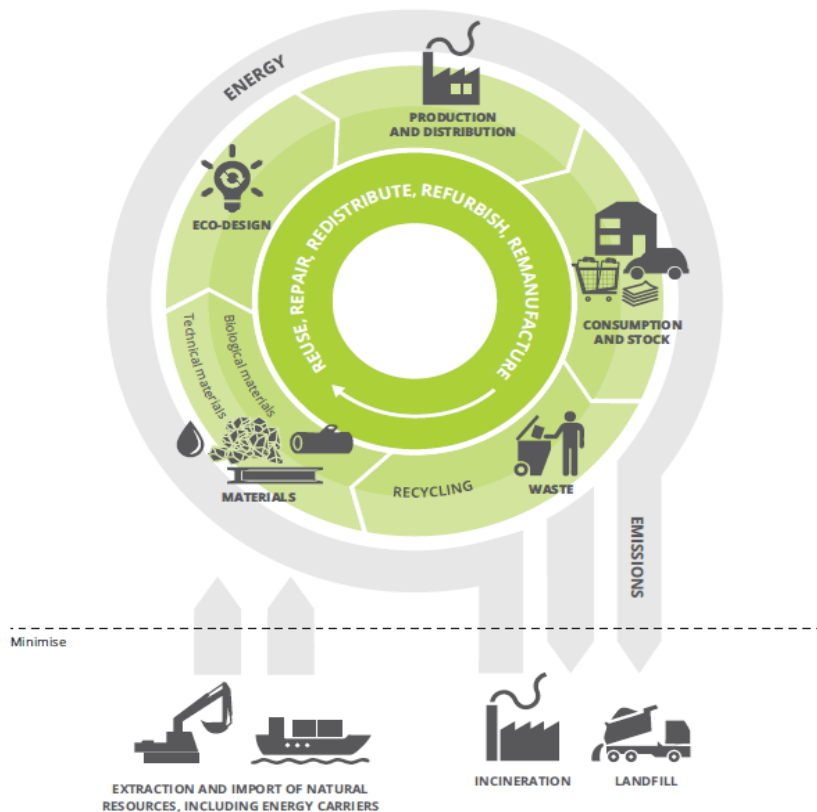 ENERGY
PRODUCTION
AND DISTRIBUTION
ECO-DESIGN
REUSE, REPAIR, REDISTRIBUTE, REFURBISH, REMANUFACTURE
CONSUMPTION
AND STOCK
Technical materials
Biological materials
MATERIALS
RECYCLING
WASTE
EMISSIONS
Minimise
EXTRACTION AND IMPORT OF NATURAL
RESOURCES, INCLUDING ENERGY CARRIERS
INCINERATION
LANDFILL